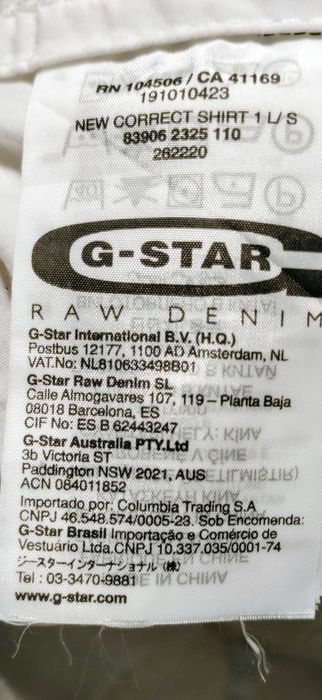 RN 104506 / CA 41169
191010423
NEW CORRECT SHIRT 1 L/S
83906 2325 110
282220
G-STAR
RAW DENIM
G-Star International B.V. (H.Q.)
Postbus 12177, 1100 AD Amsterdam, NL
VAT.No: NL810633498B01
G-Star Raw Denim SL
Calle Almogavares 107, 119 – Planta Baja
08018 Barcelona, ES
CIF No: ES B 62443247
G-Star Australia PTY.Ltd
3b Victoria ST
Paddington NSW 2021, AUS
ACN 084011852
Importado por: Columbia Trading S.A
CNPJ 46.548.574/0005-23. Sob Encomenda:
G-Star Brasil Importação e Comércio de
Vestuário Ltda.CNPJ 10.337.035/0001-74
ジースターインターナショナル(株)
Tel : 03-3470-9881
www.g-star.com